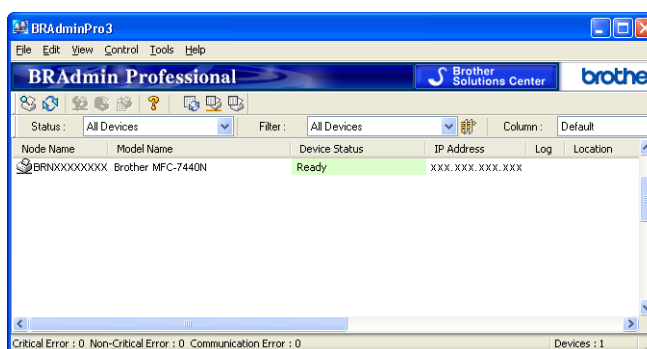 BRAdminPro3
File Edit View Control Tools Help
BRAdmin Professional Brother Solutions Center brothe
Status : All Devices Filter : All Devices Column : Default
Node Name Model Name Device Status IP Address Log Location
BRNXXXXXXXX Brother MFC-7440N Ready XXX.XXX.XXX.XXX
Critical Error : 0 Non-Critical Error : 0 Communication Error : 0 Devices : 1